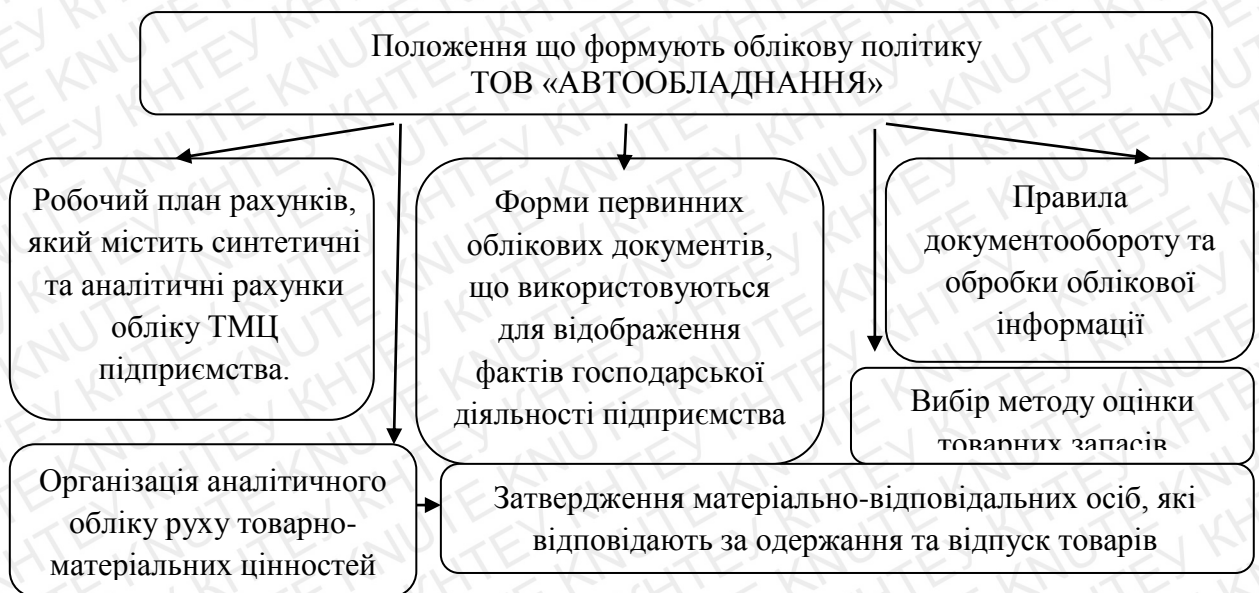 Положення що формують облікову політику
ТОВ «АВТООБЛАДНАННЯ»
Робочий план рахунків,
який містить синтетичні
та аналітичні рахунки
обліку ТМЦ
підприємства.
Форми первинних
облікових документів,
що використовуються
для відображення
фактів господарської
діяльності підприємства
Правила
документообороту та
обробки облікової
інформації
Вибір методу оцінки
товарних запасів
Організація аналітичного
обліку руху товарно-
матеріальних цінностей
Затвердження матеріально-відповідальних осіб, які
відповідають за одержання та відпуск товарів